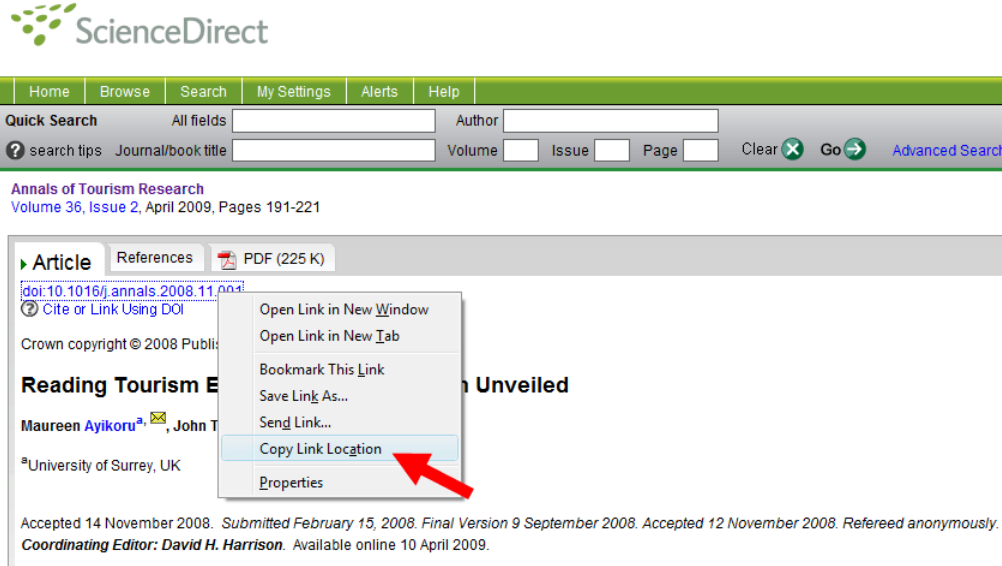 ScienceDirect
Home Browse Search My Settings Alerts Help
Quick Search All fields Author
? search tips Journal/book title Volume Issue Page Clear Go Advanced Search
Annals of Tourism Research
Volume 36, Issue 2, April 2009, Pages 191-221
Article References PDF (225 K)
doi:10.1016/j.annals.2008.11.001
? Cite or Link Using DOI
Open Link in New Window
Open Link in New Tab
Bookmark This Link
Save Link As...
Send Link...
Copy Link Location
Properties
Crown copyright © 2008
Reading Tourism Unveiled
Maureen Ayikoru a, , John
aUniversity of Surrey, UK
Accepted 14 November 2008. Submitted February 15, 2008. Final Version 9 September 2008. Accepted 12 November 2008. Refereed anonymously.
Coordinating Editor: David H. Harrison. Available online 10 April 2009.